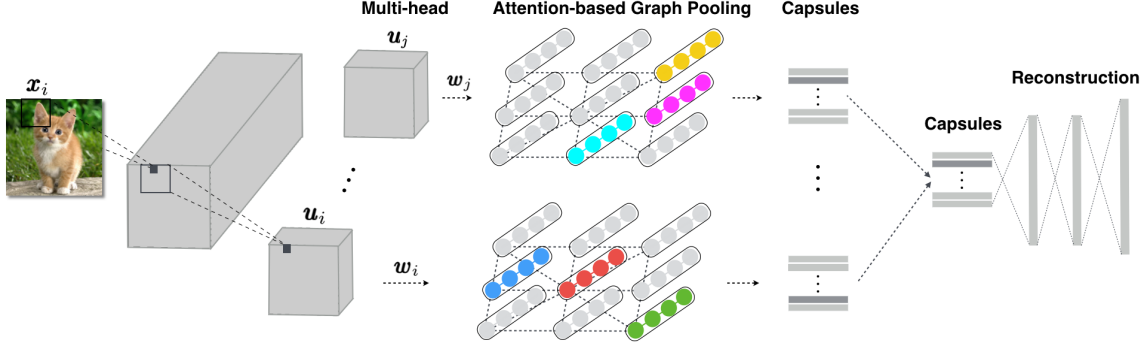 Multi-head
Attention-based Graph Pooling
Capsules
u_j
x_i
w_j
Reconstruction
Capsules
u_i
w_i